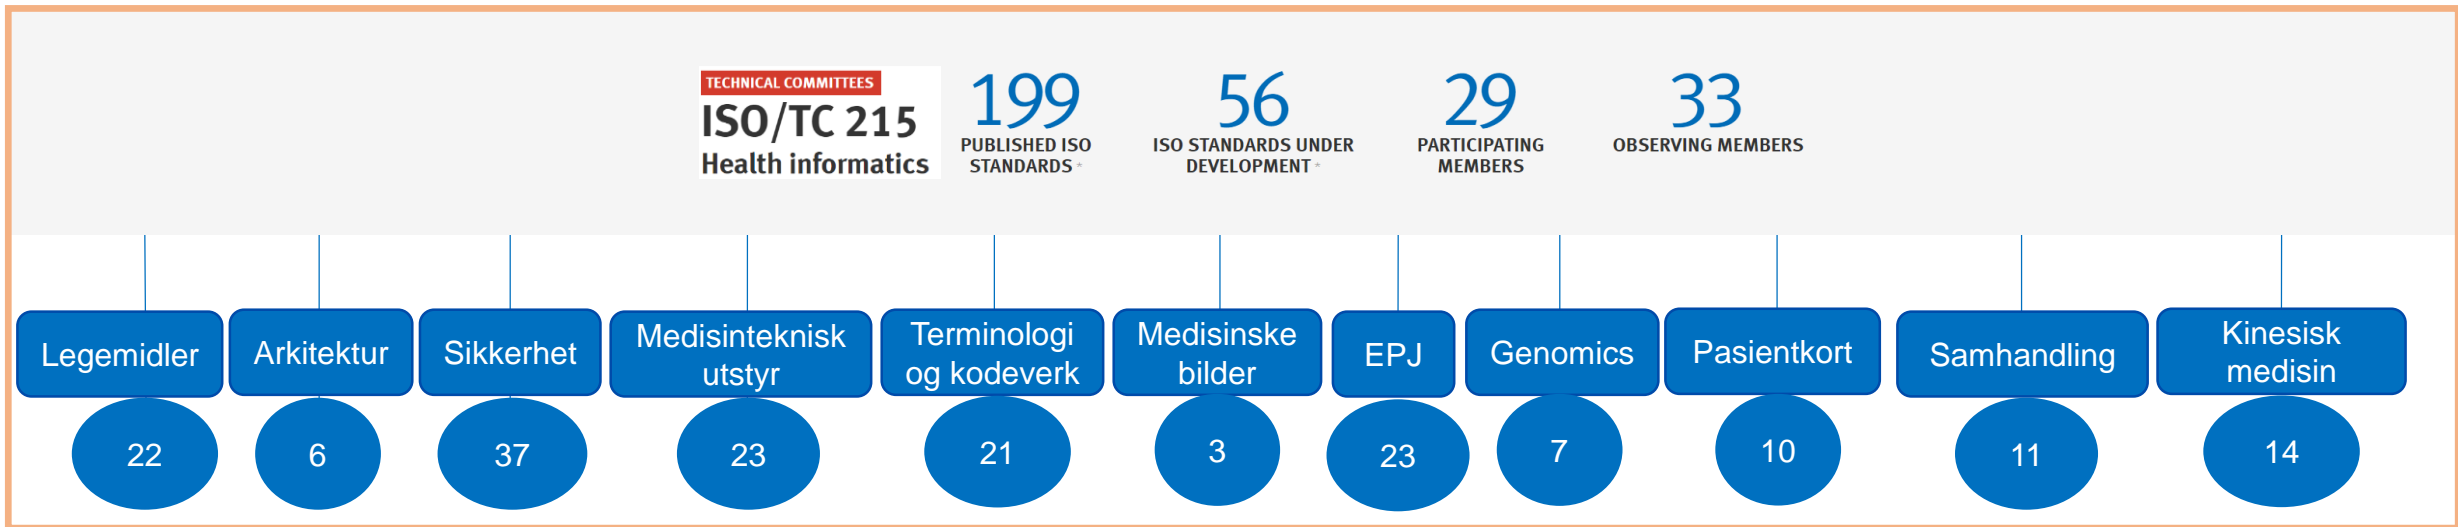 TECHNICAL COMMITTEES
ISO/TC 215
Health informatics
199
PUBLISHED ISO
STANDARDS *
56
ISO STANDARDS UNDER
DEVELOPMENT *
29
PARTICIPATING
MEMBERS
33
OBSERVING MEMBERS
Legemidler
22
Arkitektur
6
Sikkerhet
37
Medisinteknisk
utstyr
23
Terminologi
og kodeverk
21
Medisinske
bilder
3
EPJ
23
Genomics
7
Pasientkort
10
Samhandling
11
Kinesisk
medisin
14